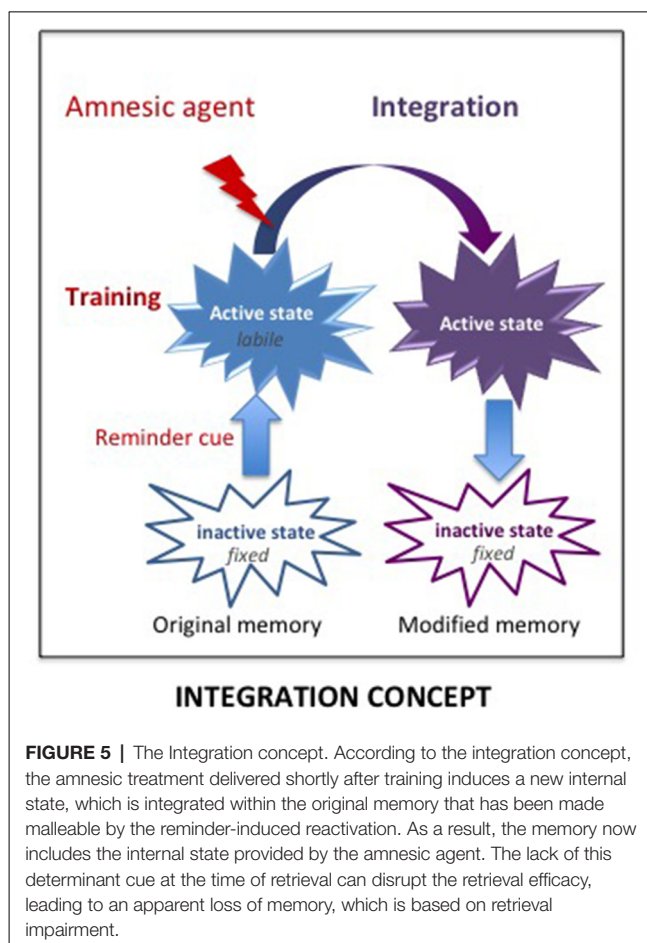 Amnesic agent
Integration
Training
Active state
labile
Active state
Reminder cue
inactive state
fixed
inactive state
fixed
Original memory
Modified memory
INTEGRATION CONCEPT
FIGURE 5 | The Integration concept. According to the integration concept,
the amnesic treatment delivered shortly after training induces a new internal
state, which is integrated within the original memory that has been made
malleable by the reminder-induced reactivation. As a result, the memory now
includes the internal state provided by the amnesic agent. The lack of this
determinant cue at the time of retrieval can disrupt the retrieval efficacy,
leading to an apparent loss of memory, which is based on retrieval
impairment.